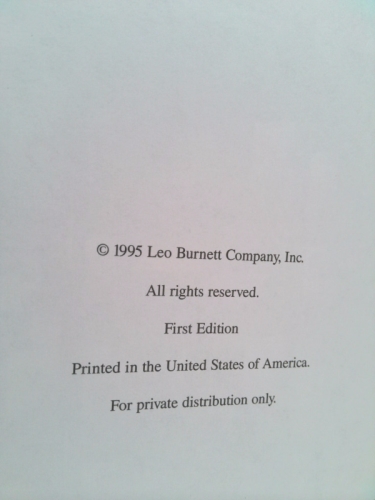 © 1995 Leo Burnett Company, Inc.
All rights reserved.
First Edition
Printed in the United States of America.
For private distribution only.